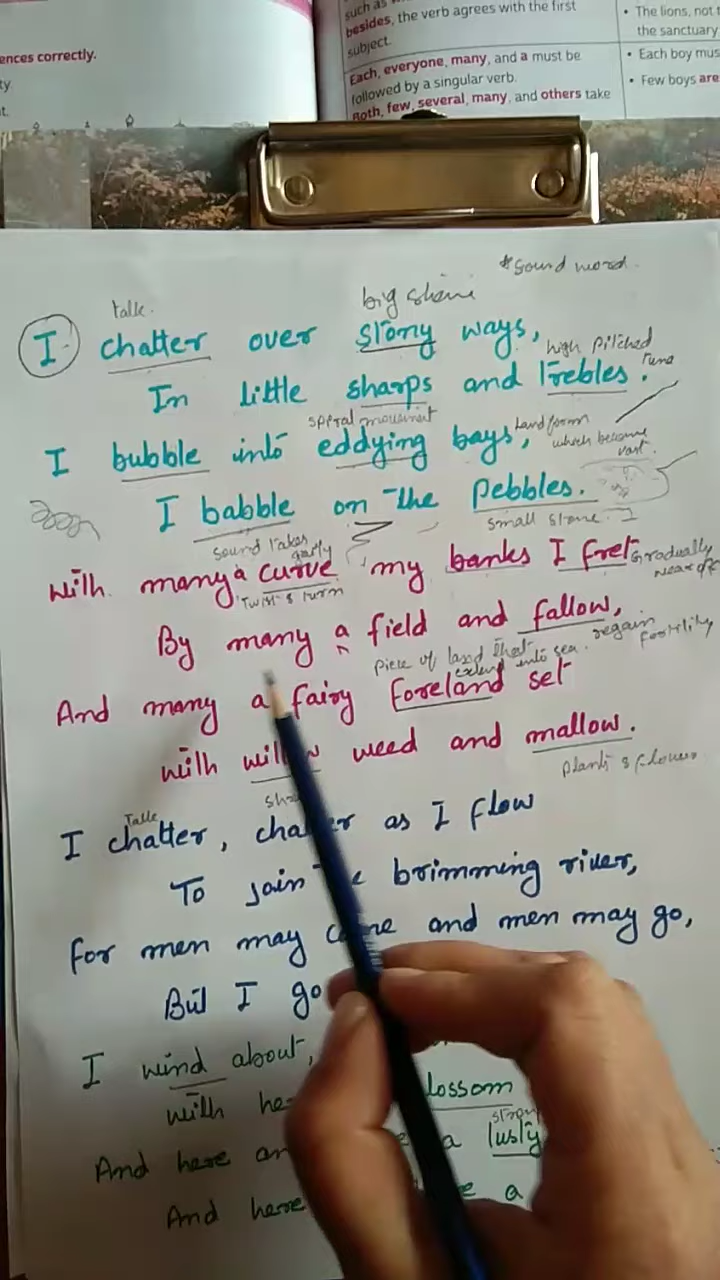 such as
besides, the verb agrees with the first
subject.
Each, everyone, many, and a must be
followed by a singular verb.
Both, few, several, many, and others take
• The lions, not
the sanctuary
• Each boy mus
• Few boys are
ences correctly.
ty
t.
*sound word.
talk. big stone
I chatter over stony ways,
high pitched
tune
In little sharps and trebles.
spiral movement land form
which become
vast.
I bubble into eddying bays,
I babble on the pebbles.
sound takes small stone
With many a curve my banks I fret
twist & turn gradually
By many a field and fallow,
regain
piece of land that
extend into sea.
And many a fairy foreland set
with willow weed and mallow.
plants & flower
Talk
I chatter, chatter as I flow
To join the brimming river,
for men may come and men may go,
But I go
I wind about,
with he lossom
And here an a lusty
And here e a